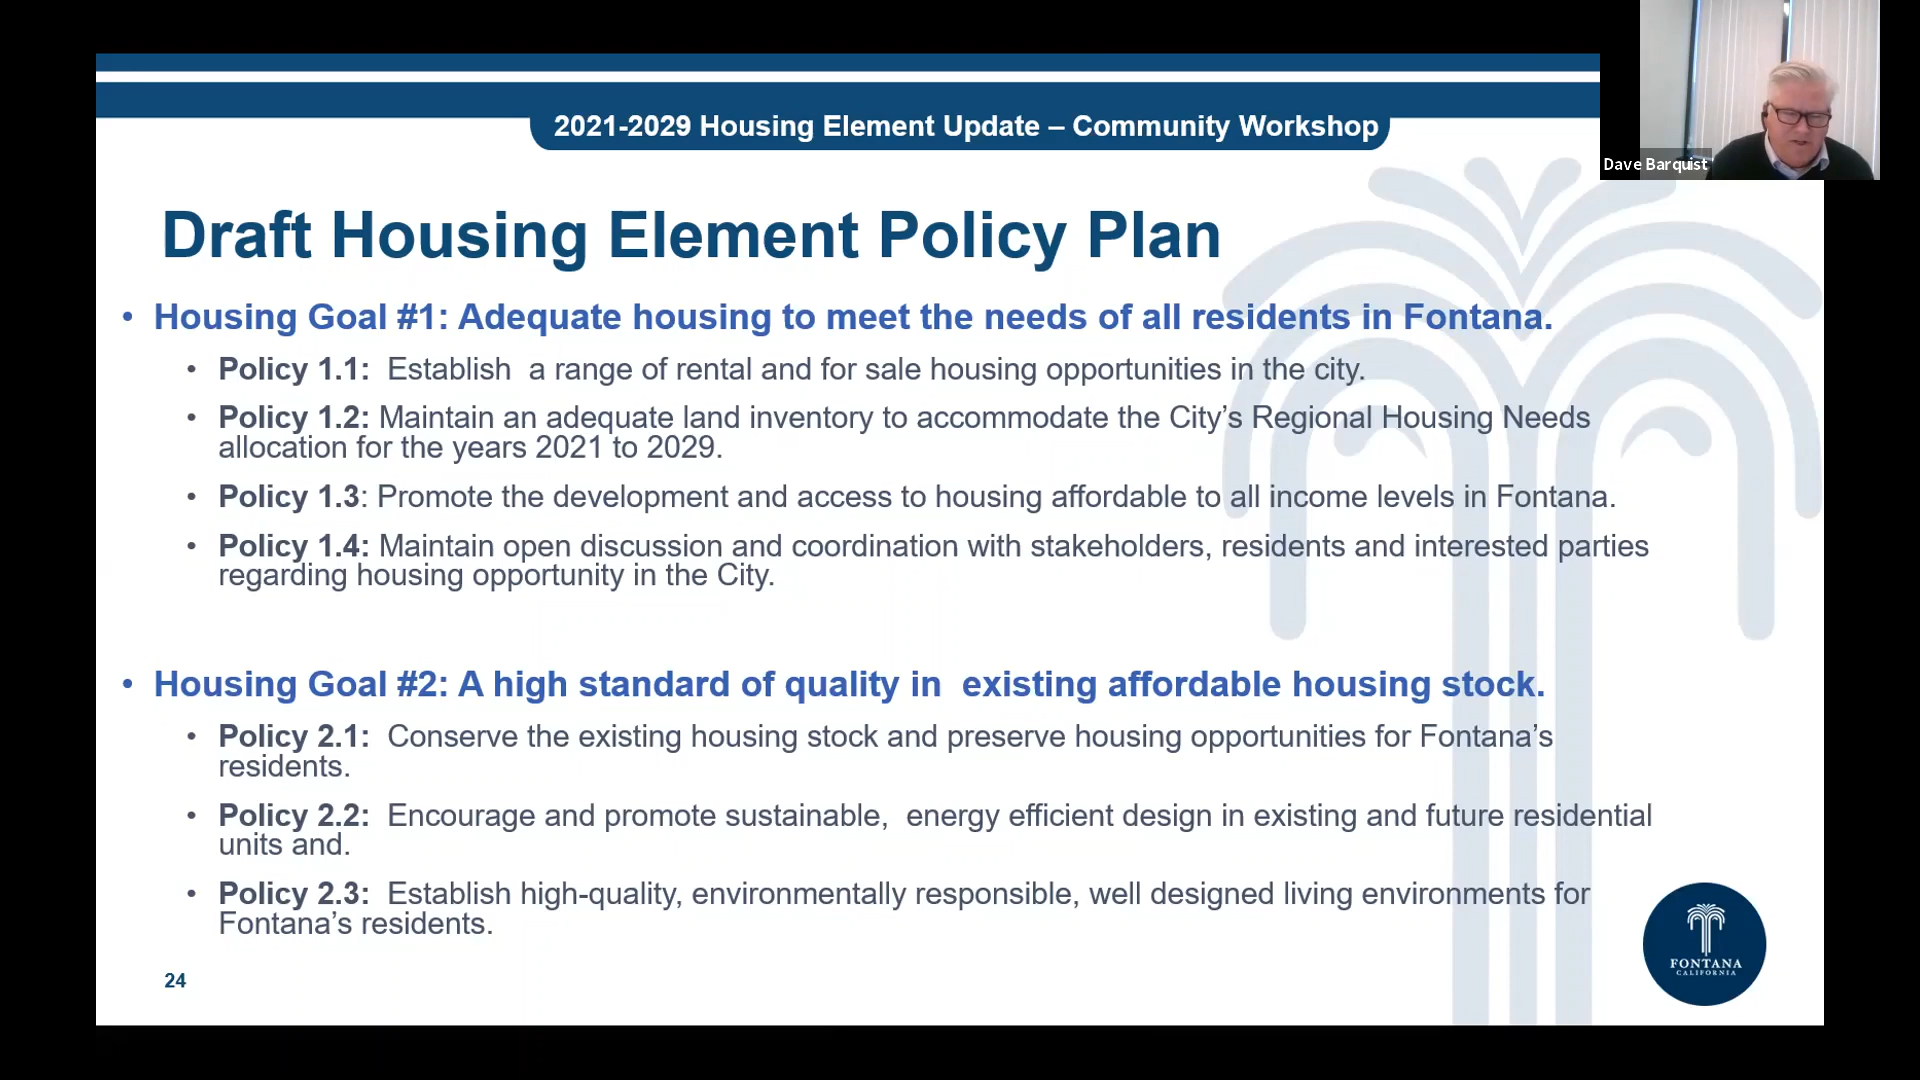 2021-2029 Housing Element Update – Community Workshop
Dave Barquist
Draft Housing Element Policy Plan
• Housing Goal #1: Adequate housing to meet the needs of all residents in Fontana.
• Policy 1.1:  Establish  a range of rental and for sale housing opportunities in the city.
• Policy 1.2: Maintain an adequate land inventory to accommodate the City’s Regional Housing Needs
allocation for the years 2021 to 2029.
• Policy 1.3: Promote the development and access to housing affordable to all income levels in Fontana.
• Policy 1.4: Maintain open discussion and coordination with stakeholders, residents and interested parties
regarding housing opportunity in the City.
• Housing Goal #2: A high standard of quality in  existing affordable housing stock.
• Policy 2.1:  Conserve the existing housing stock and preserve housing opportunities for Fontana’s
residents.
• Policy 2.2:  Encourage and promote sustainable,  energy efficient design in existing and future residential
units and.
• Policy 2.3:  Establish high-quality, environmentally responsible, well designed living environments for
Fontana’s residents.
24
FONTANA
CALIFORNIA